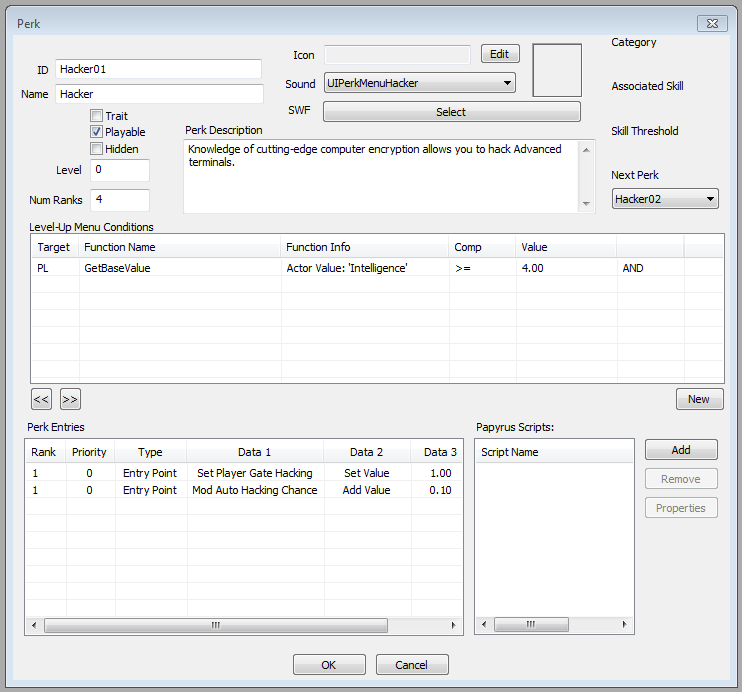 Perk
ID Hacker01
Name Hacker
Trait
Playable
Hidden
Level 0
Num Ranks 4
Icon Edit
Sound UIPerkMenuHacker
SWF Select
Perk Description
Knowledge of cutting-edge computer encryption allows you to hack Advanced
terminals.
Category
Associated Skill
Skill Threshold
Next Perk
Hacker02
Level-Up Menu Conditions
Target Function Name Function Info Comp Value
PL GetBaseValue Actor Value: 'Intelligence' >= 4.00 AND
<< >> New
Perk Entries
Rank Priority Type Data 1 Data 2 Data 3
1 0 Entry Point Set Player Gate Hacking Set Value 1.00
1 0 Entry Point Mod Auto Hacking Chance Add Value 0.10
Papyrus Scripts:
Script Name
Add
Remove
Properties
OK Cancel